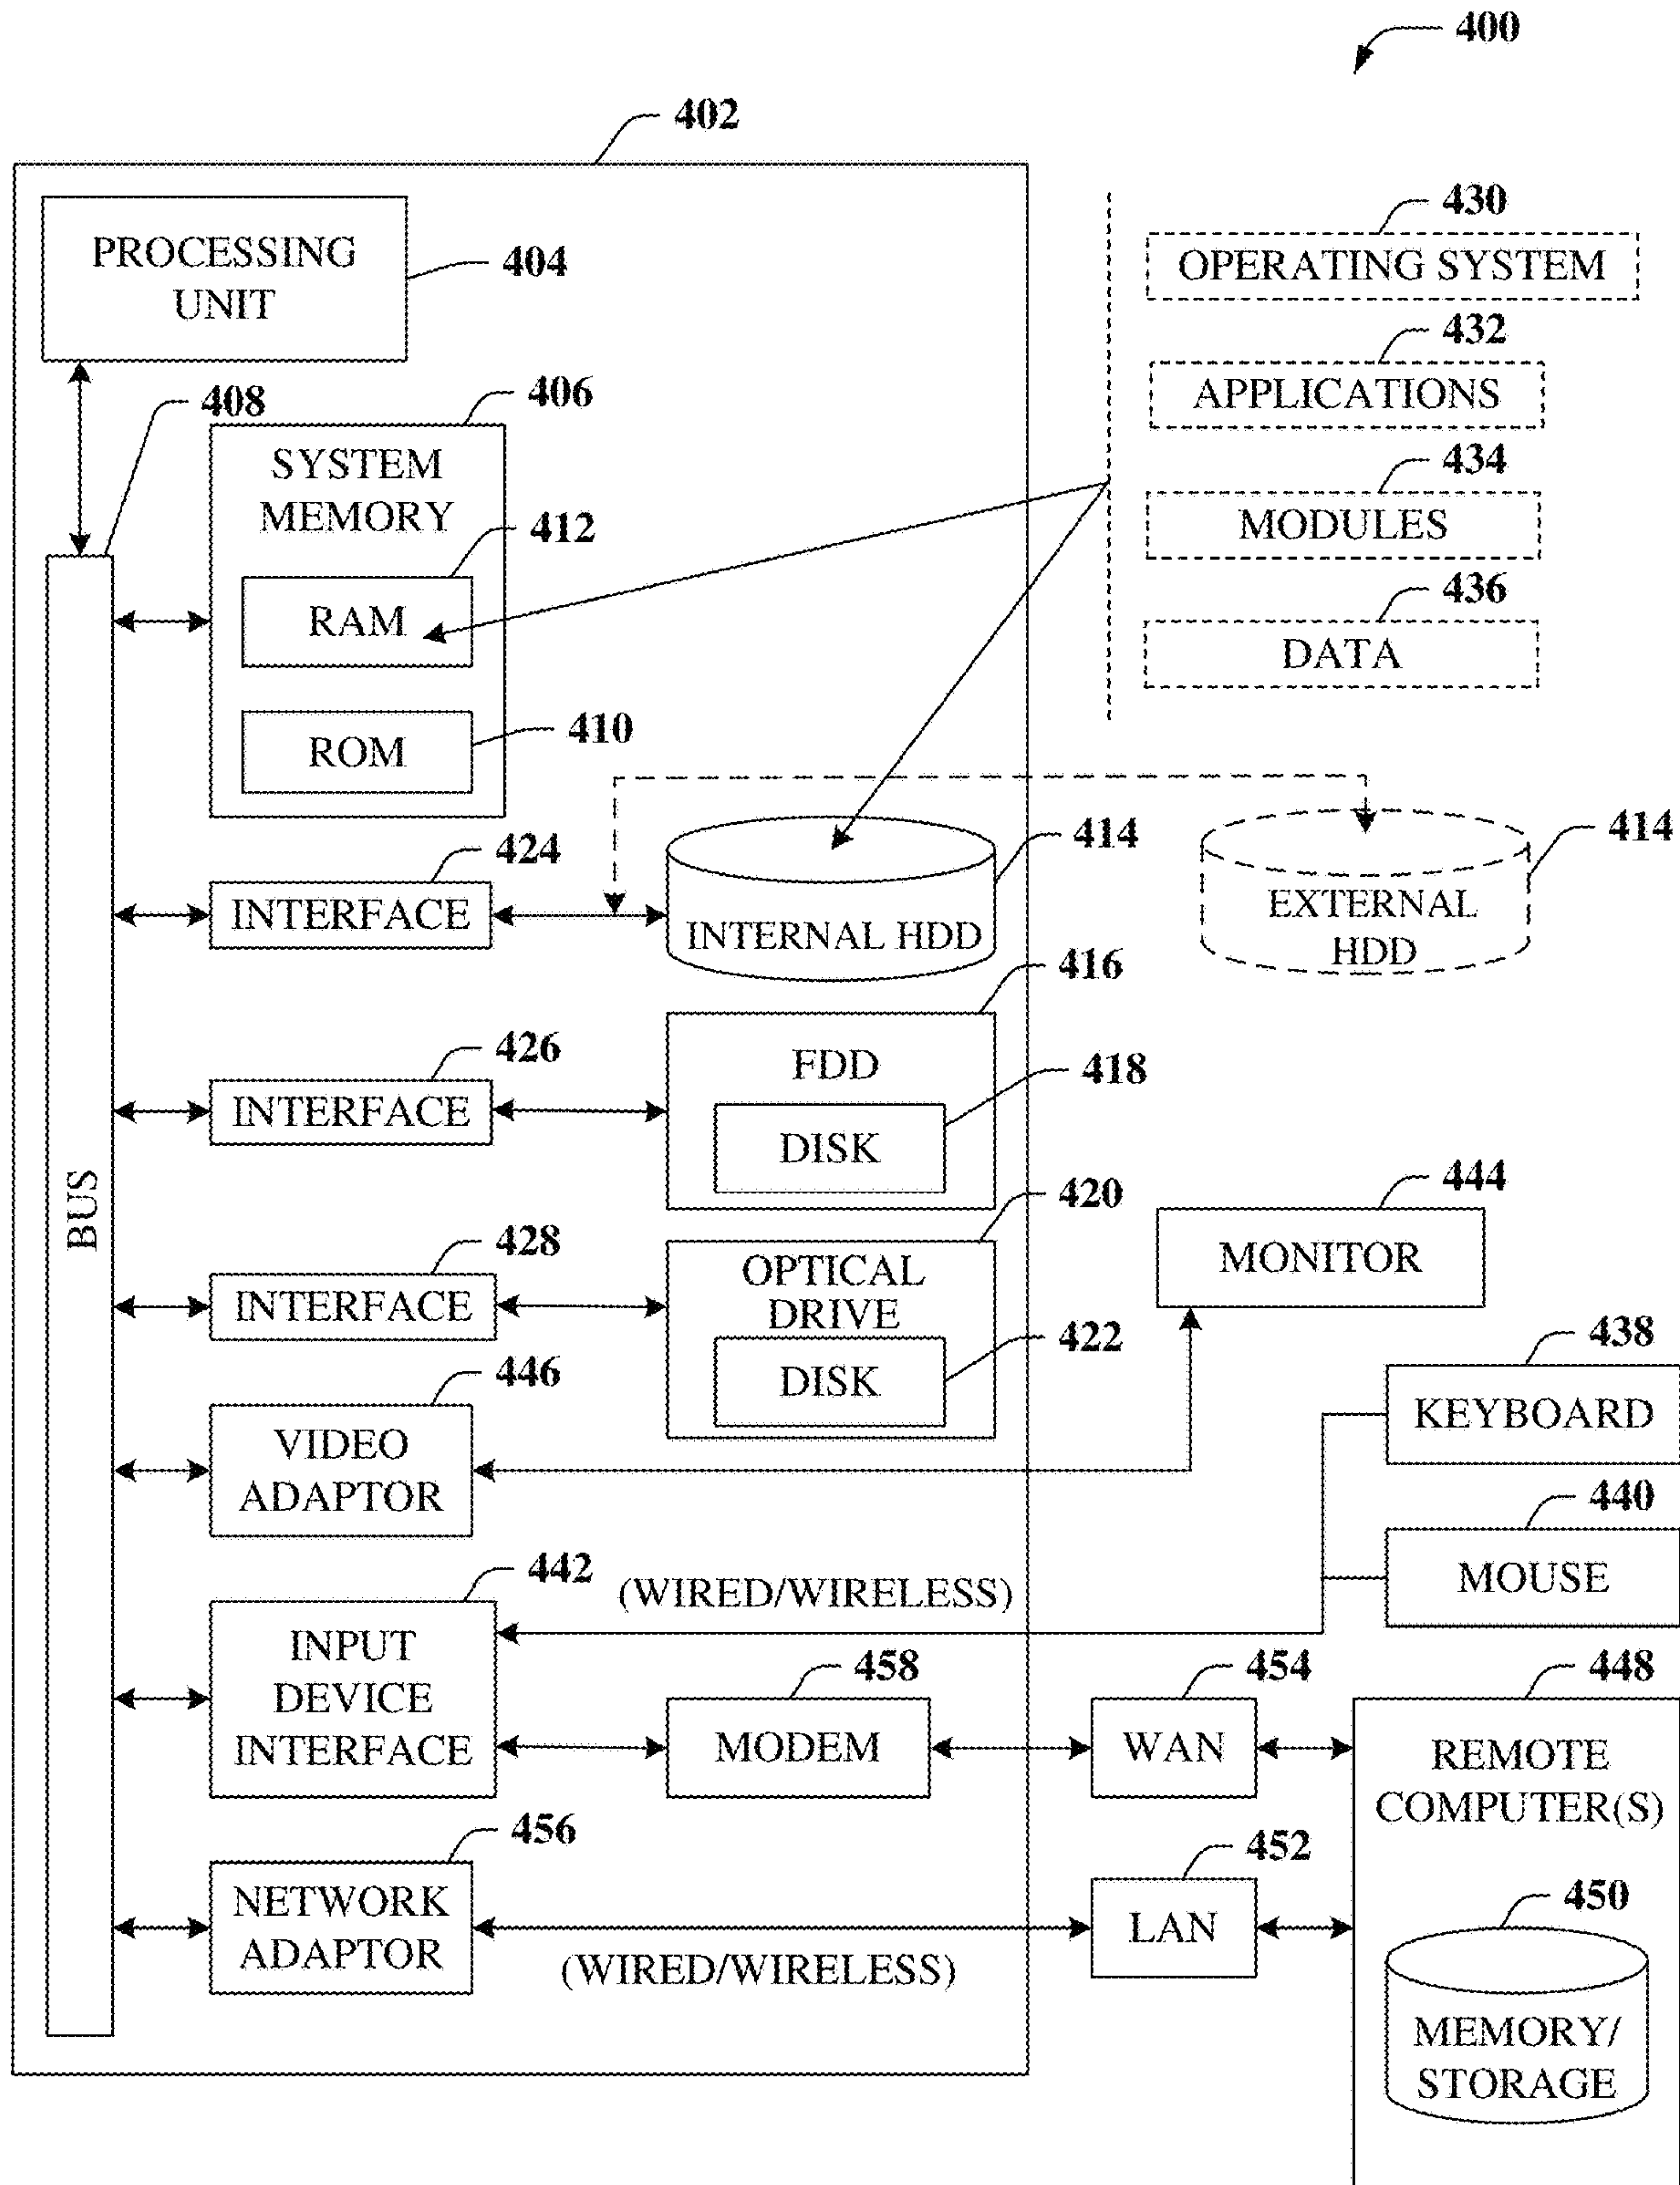 400
402
PROCESSING
UNIT
404
408
406
SYSTEM
MEMORY
412
RAM
410
ROM
430
OPERATING SYSTEM
432
APPLICATIONS
434
MODULES
436
DATA
424
INTERFACE
414
INTERNAL HDD
414
EXTERNAL
HDD
416
FDD
418
DISK
426
INTERFACE
BUS
420
OPTICAL
DRIVE
422
DISK
428
INTERFACE
444
MONITOR
446
VIDEO
ADAPTOR
438
KEYBOARD
440
MOUSE
442
(WIRED/WIRELESS)
INPUT
DEVICE
INTERFACE
458
MODEM
454
WAN
448
REMOTE
COMPUTER(S)
456
NETWORK
ADAPTOR
(WIRED/WIRELESS)
452
LAN
450
MEMORY/
STORAGE